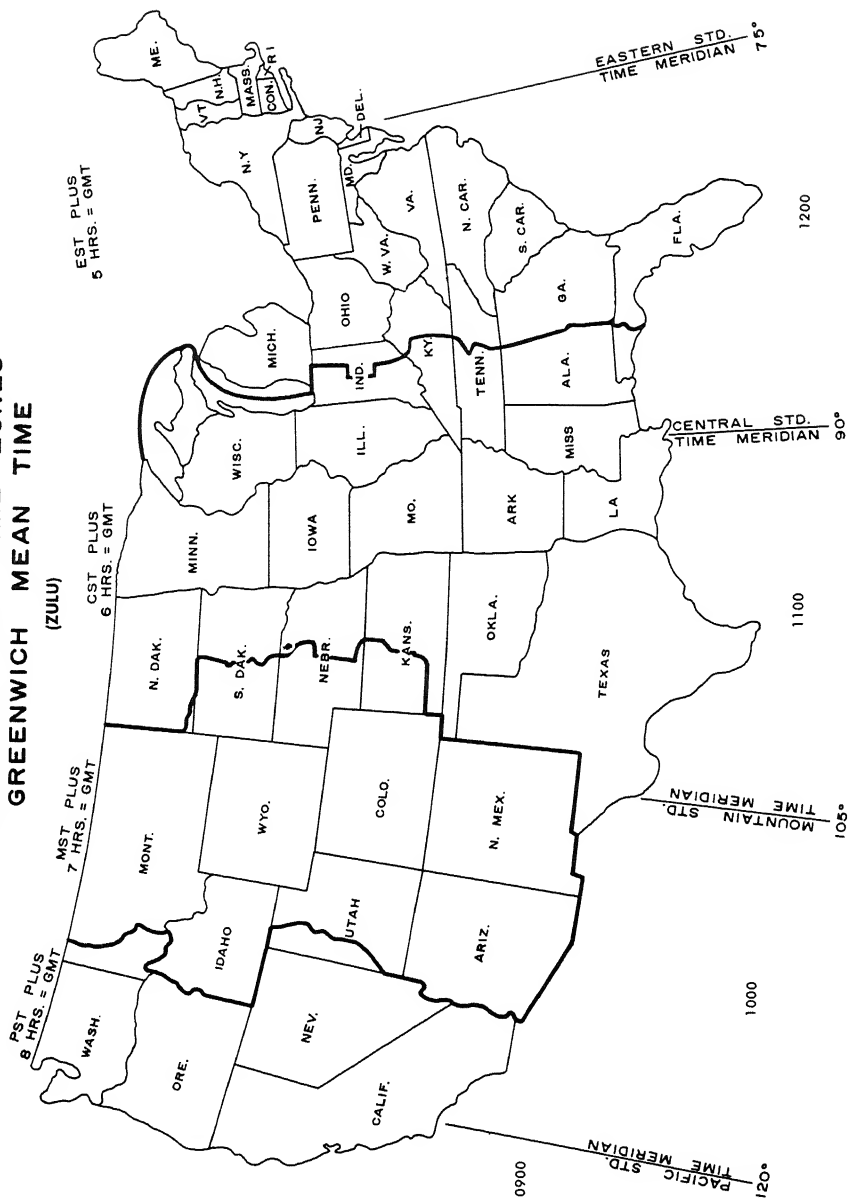 GREENWICH MEAN TIME
(ZULU)
PST PLUS
8 HRS. = GMT
MST PLUS
7 HRS. = GMT
CST PLUS
6 HRS. = GMT
EST PLUS
5 HRS. = GMT
WASH.
ORE.
CALIF.
NEV.
IDAHO
UTAH
ARIZ.
MONT.
WYO.
COLO.
N. MEX.
N. DAK.
S. DAK.
NEBR.
KANS.
OKLA.
TEXAS
MINN.
IOWA
MO.
ARK
LA
WISC.
ILL.
MISS
MICH.
IND.
KY.
TENN.
ALA.
OHIO
GA.
FLA.
S. CAR.
N. CAR.
VA.
W. VA.
PENN.
MD.
DEL.
NJ
N.Y
VT
N.H.
MASS.
CON.
R I
ME.
PACIFIC STD.
TIME MERIDIAN
120°
MOUNTAIN STD.
TIME MERIDIAN
105°
CENTRAL STD.
TIME MERIDIAN
90°
EASTERN STD.
TIME MERIDIAN
75°
0900
1000
1100
1200